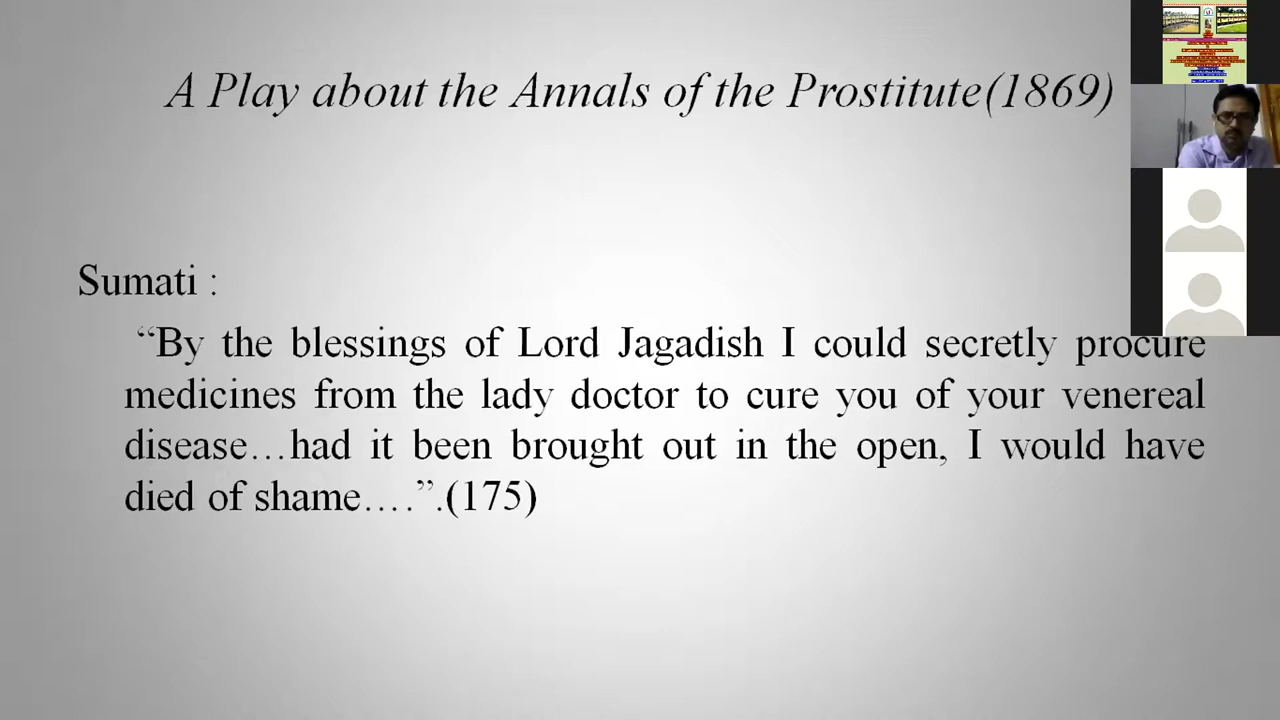 A Play about the Annals of the Prostitute(1869)
Sumati :
“By the blessings of Lord Jagadish I could secretly procure
medicines from the lady doctor to cure you of your venereal
disease…had it been brought out in the open, I would have
died of shame….”.(175)